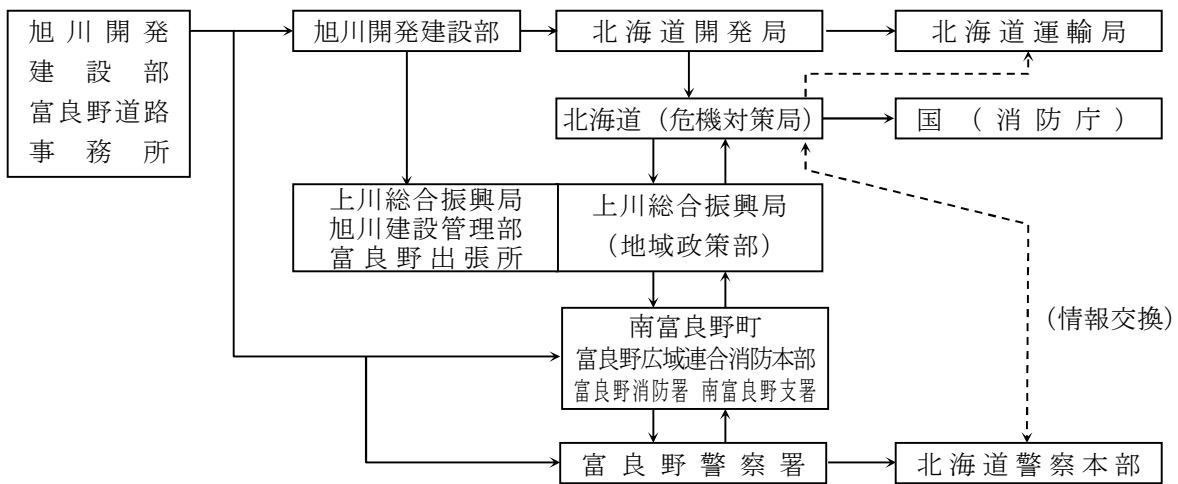 旭川開発
建設部
富良野道路
事務所
旭川開発建設部
北海道開発局
北海道運輸局
北海道（危機対策局）
国（消防庁）
上川総合振興局
旭川建設管理部
富良野出張所
上川総合振興局
（地域政策部）
南富良野町
富良野広域連合消防本部
富良野消防署 南富良野支署
（情報交換）
富良野警察署
北海道警察本部